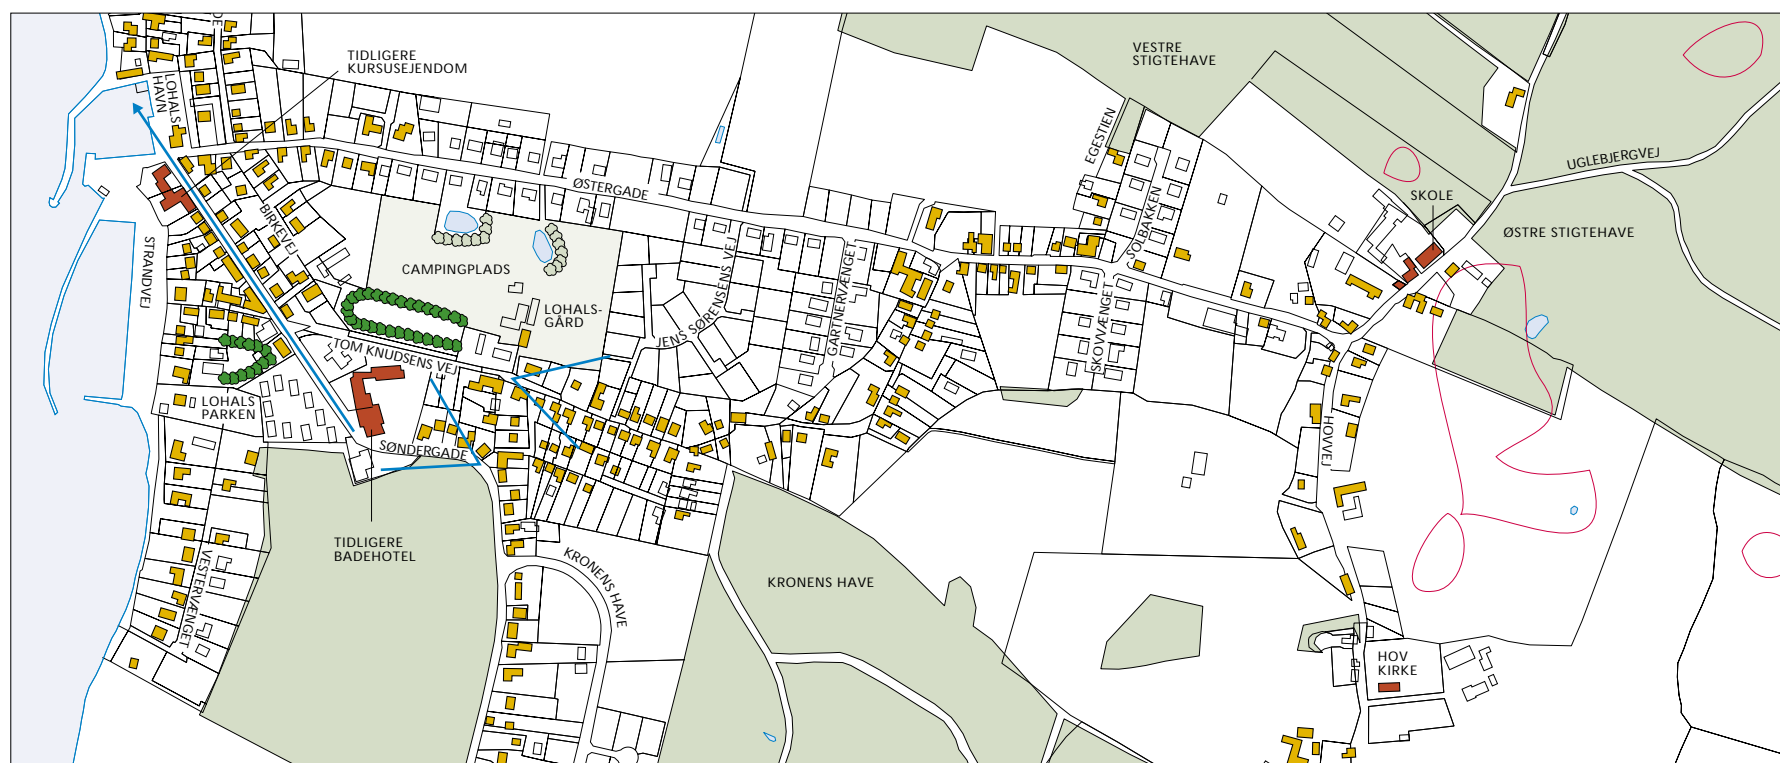 DE
TIDLIGERE
KURSUSEJENDOM
LOHALS
HAVN
VESTRE
STIGTEHAVE
EGESTIEN
UGLEBJERGVEJ
SKOLE
ØSTERGADE
SOLBAKKEN
BIRKEVEJ
STRANDVEJ
ØSTRE STIGTEHAVE
CAMPINGPLADS
JENS SØRENSENS VEJ
GARTNERVÆNGET
SKOVVÆNGET
LOHALS-
GÅRD
TOM KNUDSENS VEJ
LOHALS
PARKEN
SØNDERGADE
HOVVEJ
TIDLIGERE
BADEHOTEL
VESTERVÆNGET
KRONENS HAVE
KRONENS HAVE
HOV
KIRKE